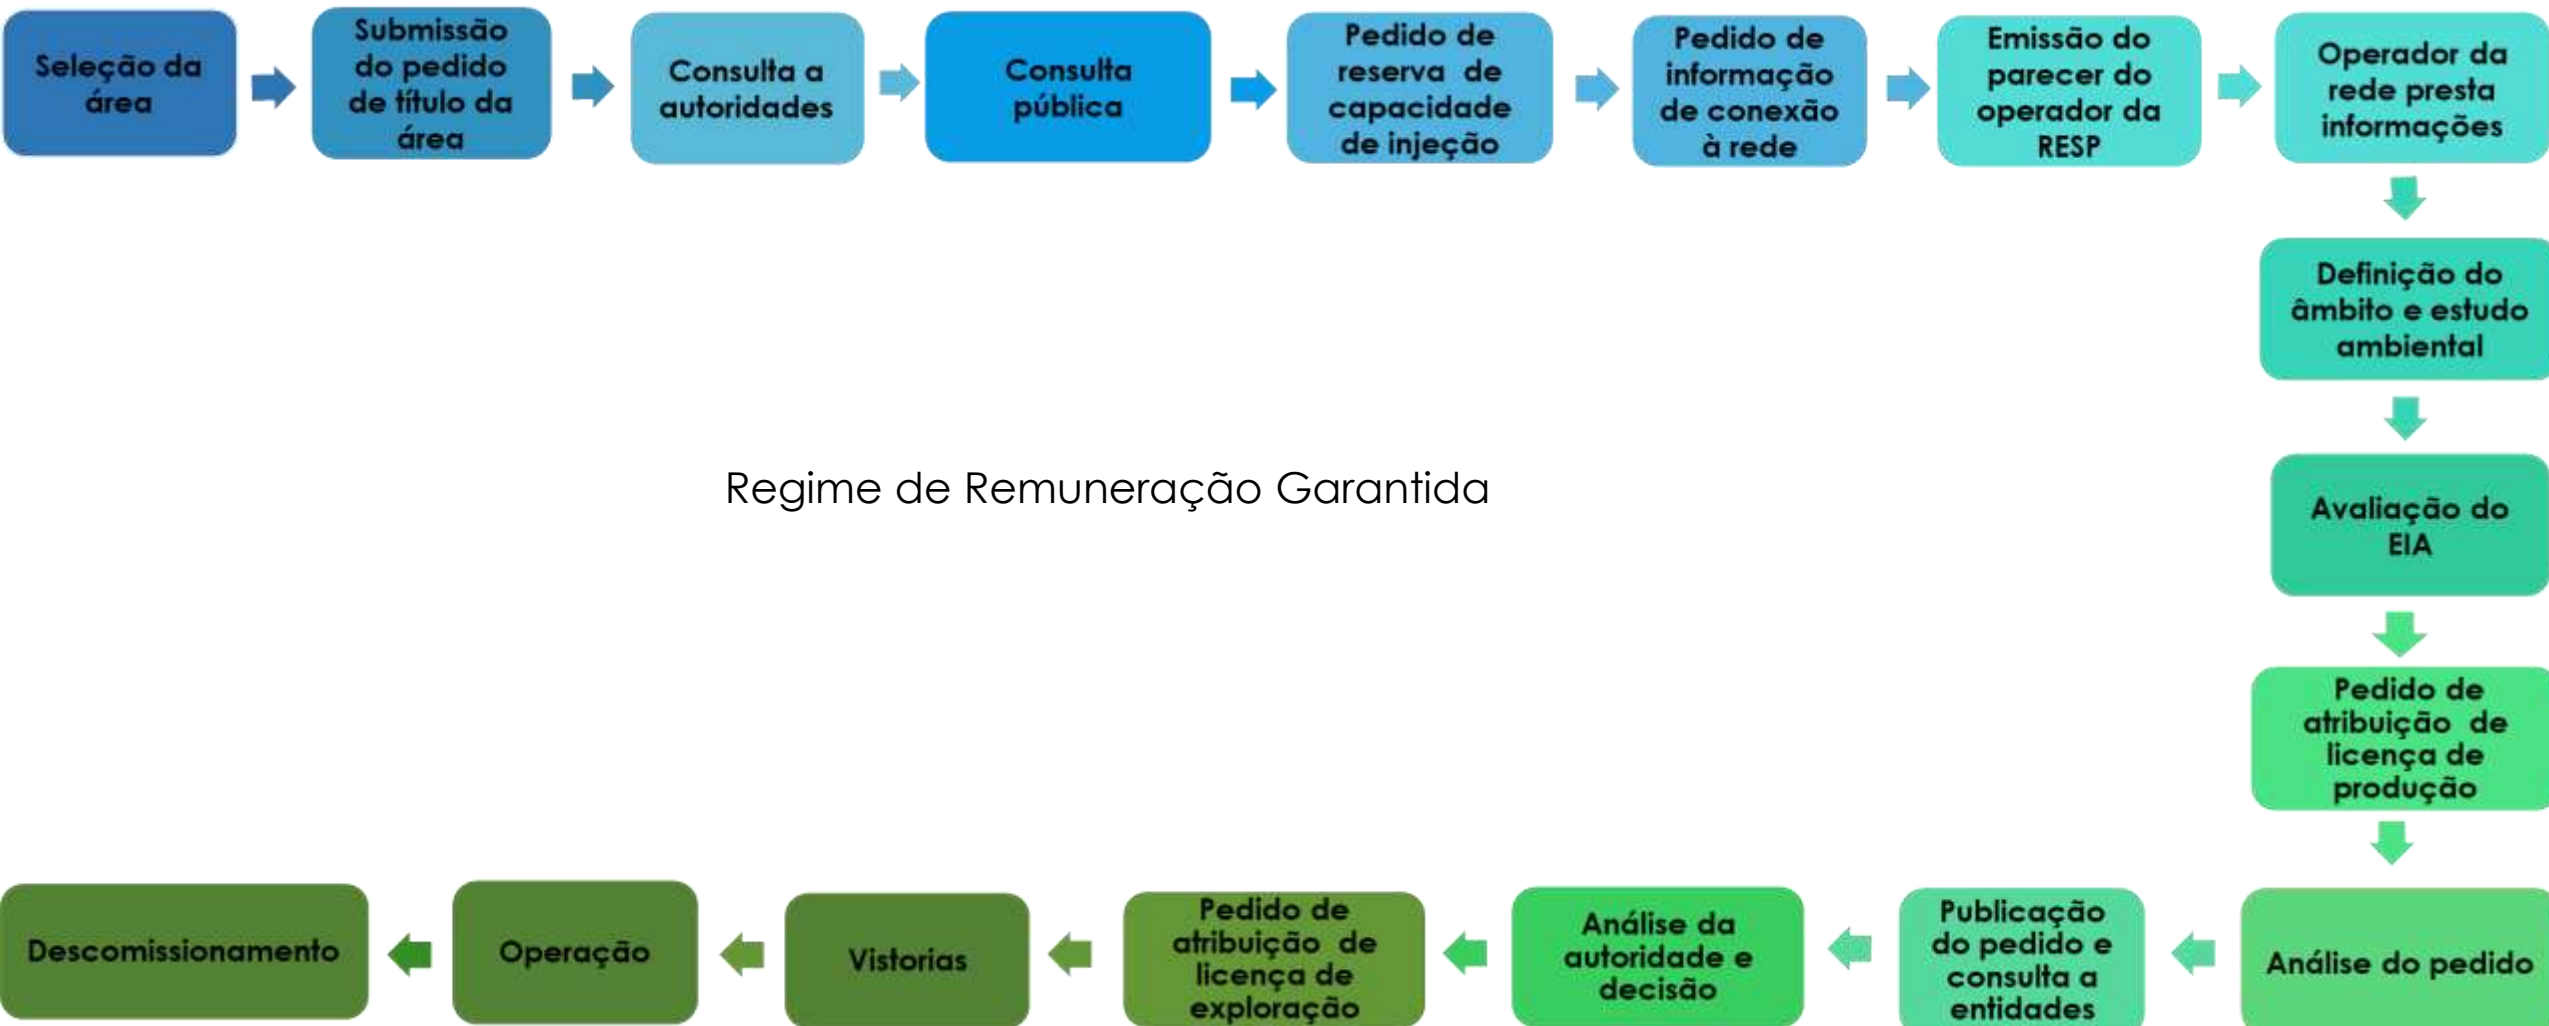 Seleção da
área
Submissão
do pedido
de título da
área
Consulta a
autoridades
Consulta
pública
Pedido de
reserva de
capacidade
de injeção
Pedido de
informação
de conexão
à rede
Emissão do
parecer do
operador da
RESP
Operador da
rede presta
informações
Definição do
âmbito e estudo
ambiental
Avaliação do
EIA
Regime de Remuneração Garantida
Pedido de
atribuição de
licença de
produção
Análise do pedido
Publicação
do pedido e
consulta a
entidades
Análise da
autoridade e
decisão
Pedido de
atribuição de
licença de
exploração
Vistorias
Operação
Descomissionamento